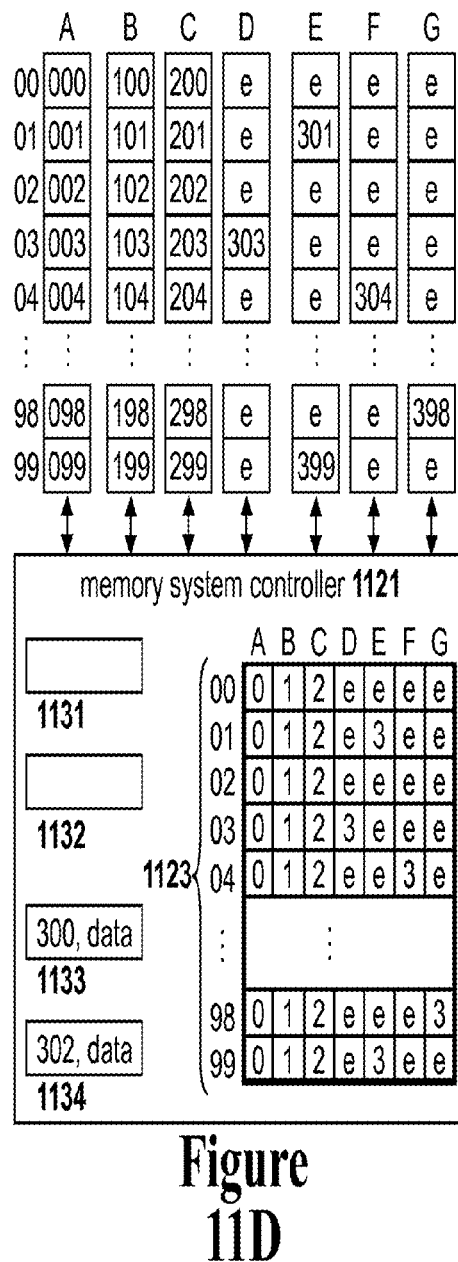 A B C D E F G
00 000 100 200 e e e e
01 001 101 201 e 301 e e
02 002 102 202 e e e e
03 003 103 203 303 e e e
04 004 104 204 e e 304 e
98 098 198 298 e e e 398
99 099 199 299 e 399 e e
memory system controller 1121
A B C D E F G
00 0 1 2 e e e e
1131
01 0 1 2 e 3 e e
02 0 1 2 e e e e
1132
03 0 1 2 3 e e e
1123 04 0 1 2 e e 3 e
300, data
1133
98 0 1 2 e e e 3
302, data
99 0 1 2 e 3 e e
1134
Figure
11D